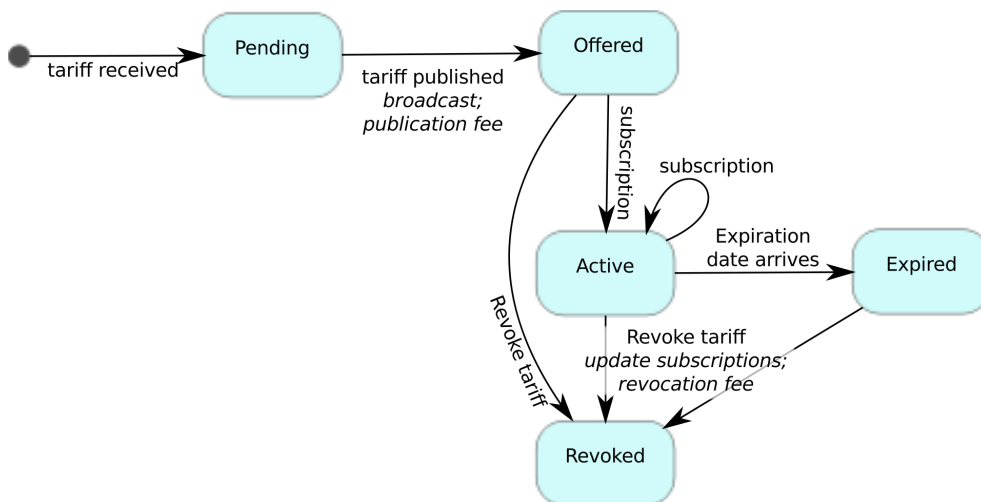 Pending
Offered
tariff received
tariff published
broadcast;
publication fee
subscription
subscription
Active
Expiration
date arrives
Expired
Revoke tariff
Revoke tariff
update subscriptions;
revocation fee
Revoked